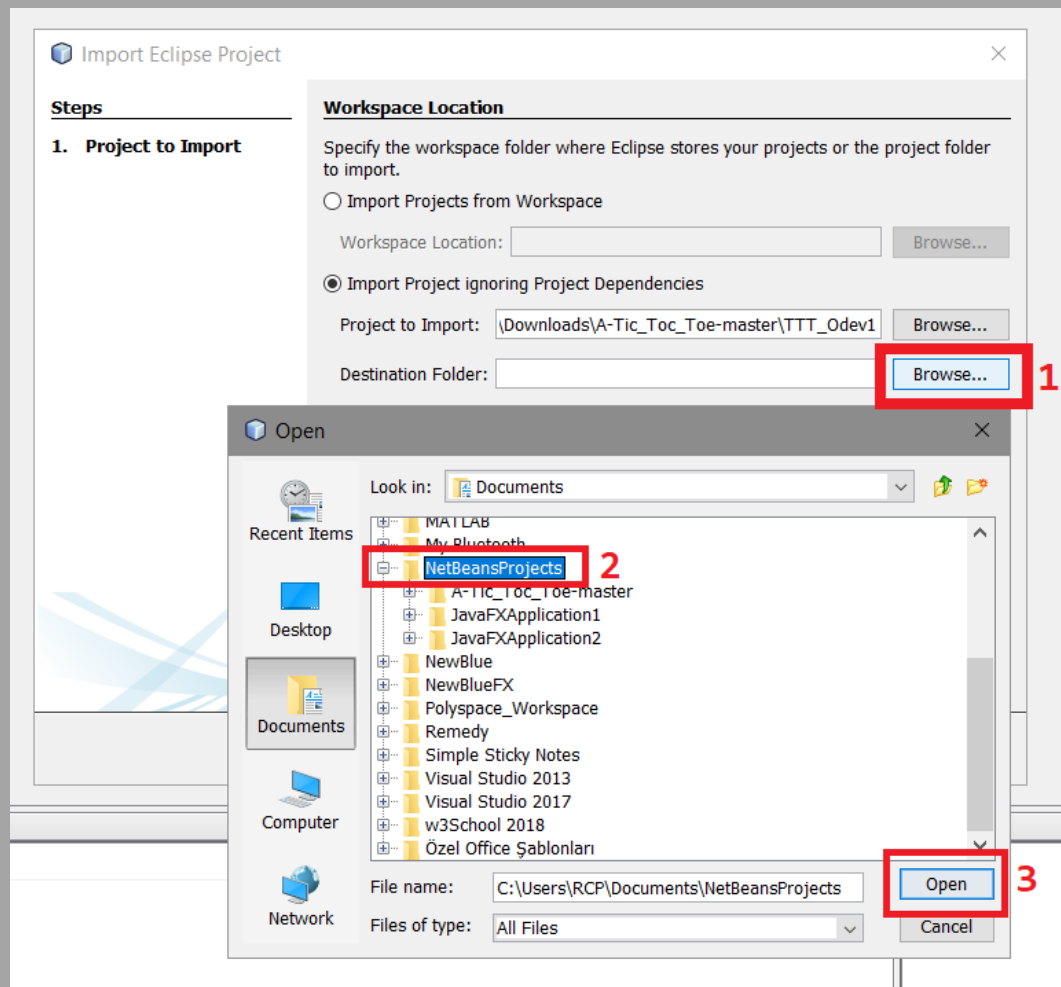 Import Eclipse Project
Steps
1. Project to Import
Workspace Location
Specify the workspace folder where Eclipse stores your projects or the project folder
to import.
Import Projects from Workspace
Workspace Location:
Browse...
Import Project ignoring Project Dependencies
Project to Import: \Downloads\A-Tic_Toc_Toe-master\TTT_Odev1 Browse...
Destination Folder: Browse... 1
Open
Look in: Documents
Recent Items
Desktop
Documents
Computer
Network
MATLAB
My Bluetooth
NetBeansProjects 2
A-Tic_Toc_Toe-master
JavaFXApplication1
JavaFXApplication2
NewBlue
NewBlueFX
Polyspace_Workspace
Remedy
Simple Sticky Notes
Visual Studio 2013
Visual Studio 2017
w3School 2018
Özel Office Şablonları
File name: C:\Users\RCP\Documents\NetBeansProjects Open 3
Files of type: All Files Cancel